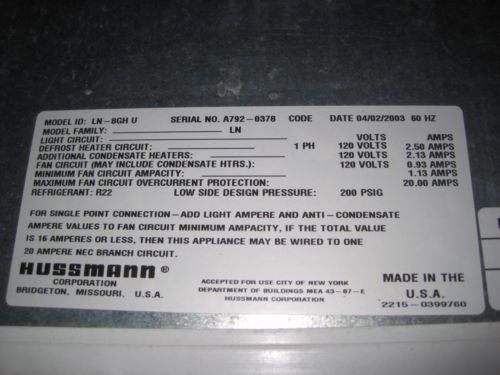 MODEL ID: LN-8GH U SERIAL NO. A792-0378 CODE DATE 04/02/2003 60 HZ
MODEL FAMILY: LN
LIGHT CIRCUIT: VOLTS AMPS
DEFROST HEATER CIRCUIT: 1 PH 120 VOLTS 2.50 AMPS
ADDITIONAL CONDENSATE HEATERS: 120 VOLTS 2.13 AMPS
FAN CIRCUIT (MAY INCLUDE CONDENSATE HTRS.): 120 VOLTS 0.93 AMPS
MINIMUM FAN CIRCUIT AMPACITY: 1.13 AMPS
MAXIMUM FAN CIRCUIT OVERCURRENT PROTECTION: 20.00 AMPS
REFRIGERANT: R22 LOW SIDE DESIGN PRESSURE: 200 PSIG
FOR SINGLE POINT CONNECTION-ADD LIGHT AMPERE AND ANTI-CONDENSATE
AMPERE VALUES TO FAN CIRCUIT MINIMUM AMPACITY, IF THE TOTAL VALUE
IS 16 AMPERES OR LESS, THEN THIS APPLIANCE MAY BE WIRED TO ONE
20 AMPERE NEC BRANCH CIRCUIT.
HUSSMANN®
CORPORATION
BRIDGETON, MISSOURI, U.S.A.
ACCEPTED FOR USE CITY OF NEW YORK
DEPARTMENT OF BUILDINGS MEA 43-87-E
HUSSMANN CORPORATION
MADE IN THE
U.S.A.
2215-0399760